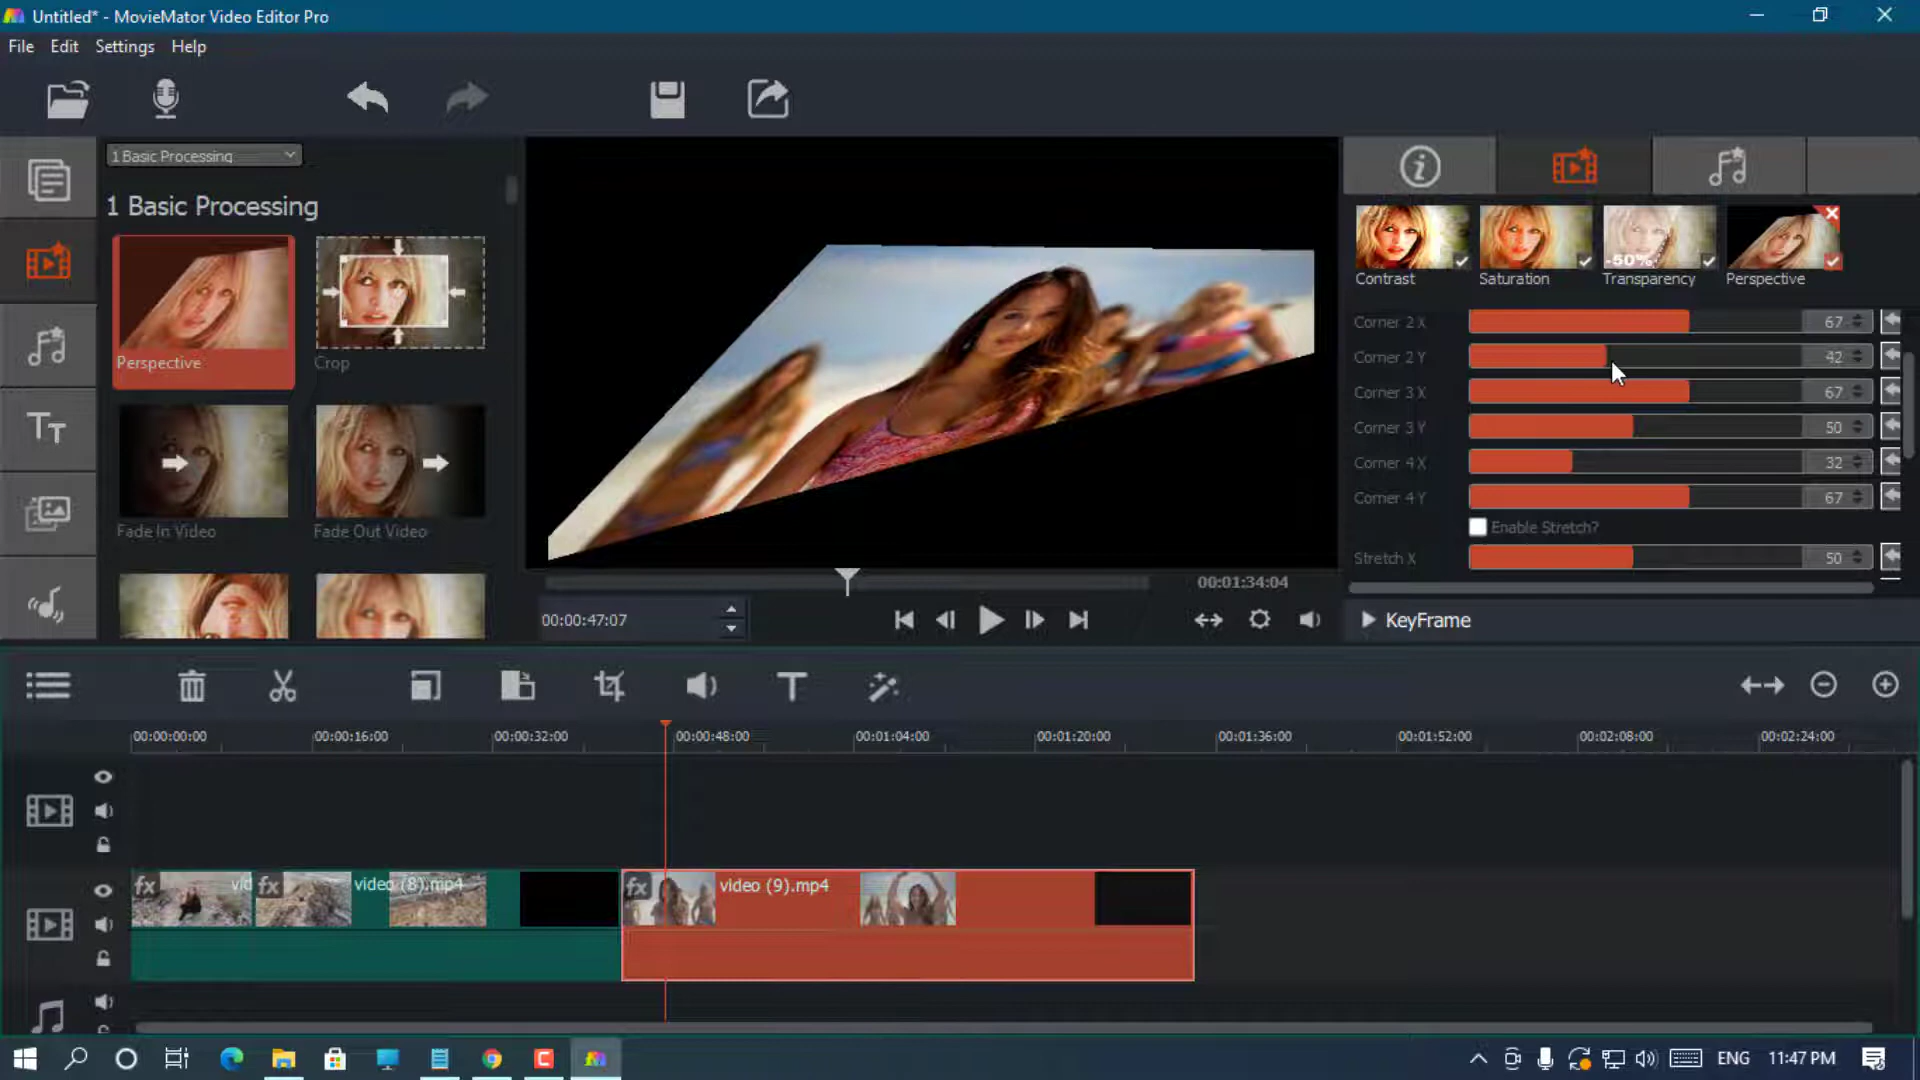 Untitled* - MovieMator Video Editor Pro
File Edit Settings Help
1 Basic Processing
1 Basic Processing
Perspective
Crop
Fade In Video
Fade Out Video
00:00:47:07
00:01:34:04
Contrast
Saturation
-50%
Transparency
Perspective
Corner 2 X 67
Corner 2 Y 42
Corner 3 X 67
Corner 3 Y 50
Corner 4 X 32
Corner 4 Y 67
Enable Stretch?
Stretch X 50
KeyFrame
00:00:00:00 00:00:16:00 00:00:32:00 00:00:48:00 00:01:04:00 00:01:20:00 00:01:36:00 00:01:52:00 00:02:08:00 00:02:24:00
fx vid fx video (8).mp4 fx video (9).mp4
ENG 11:47 PM